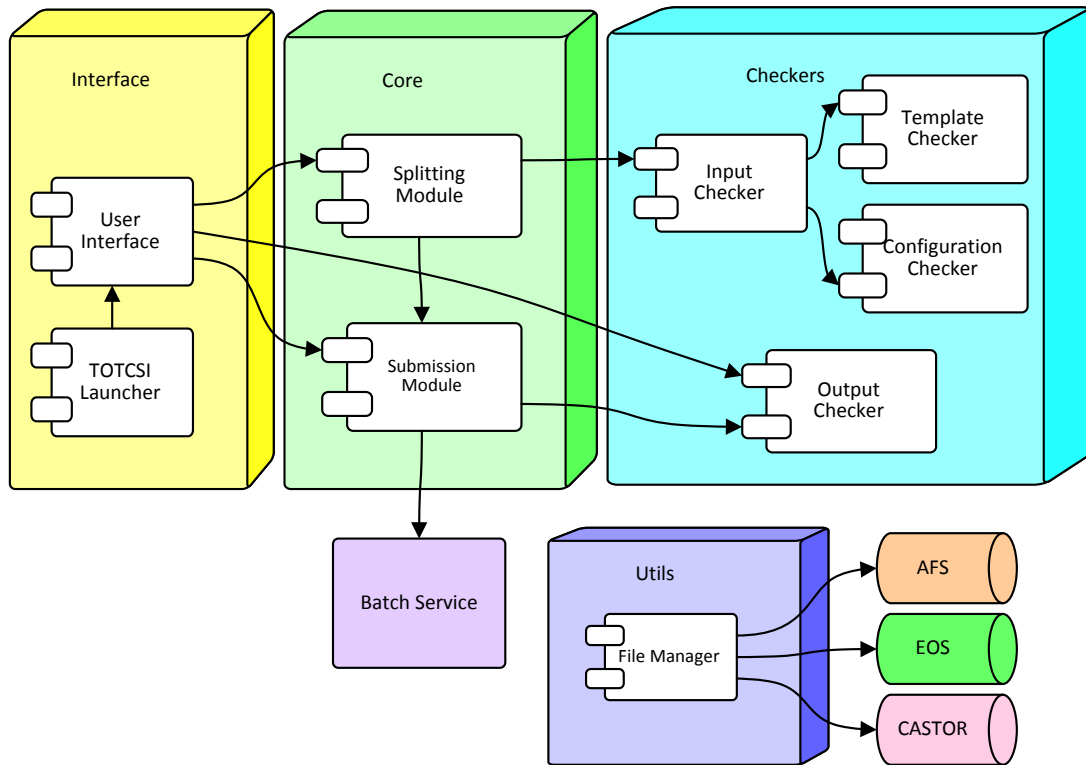 Interface
User
Interface
TOTCSI
Launcher
Core
Splitting
Module
Submission
Module
Checkers
Input
Checker
Template
Checker
Configuration
Checker
Output
Checker
Batch Service
Utils
File Manager
AFS
EOS
CASTOR